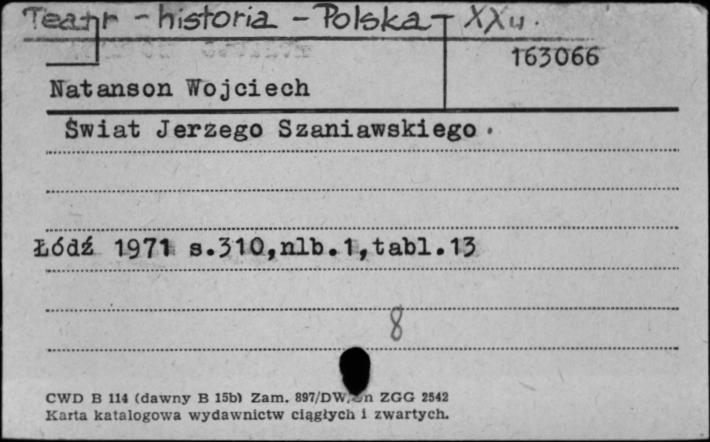 Teatr - historia - Polska - XX w.
163066
Natanson Wojciech
Świat Jerzego Szaniawskiego.
Łódź 1971 s.310,nlb.1,tabl.13
8
CWD B 114 (dawny B 15b) Zam. 897/DW. ZGG 2542
Karta katalogowa wydawnictw ciągłych i zwartych.